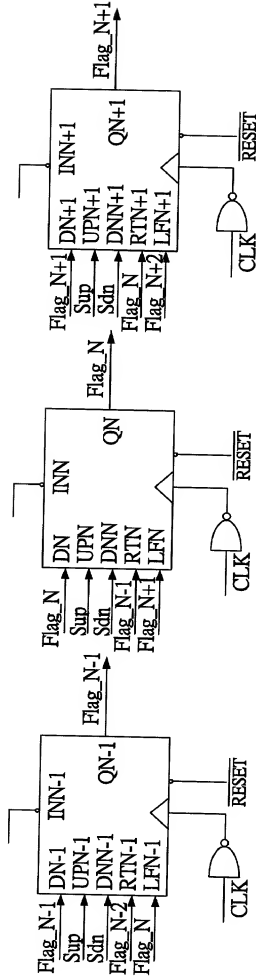 Flag_N-1
Sup
Sdn
Flag_N-2
Flag_N
INN-1
DN-1
UPN-1
DNN-1
RTN-1
LFN-1
QN-1
Flag_N-1
CLK
RESET
Flag_N
Sup
Sdn
Flag_N-1
Flag_N+1
INN
DN
UPN
DNN
RTN
LFN
QN
Flag_N
CLK
RESET
Flag_N+1
Sup
Sdn
Flag_N
Flag_N+2
INN+1
DN+1
UPN+1
DNN+1
RTN+1
LFN+1
QN+1
Flag_N+1
CLK
RESET